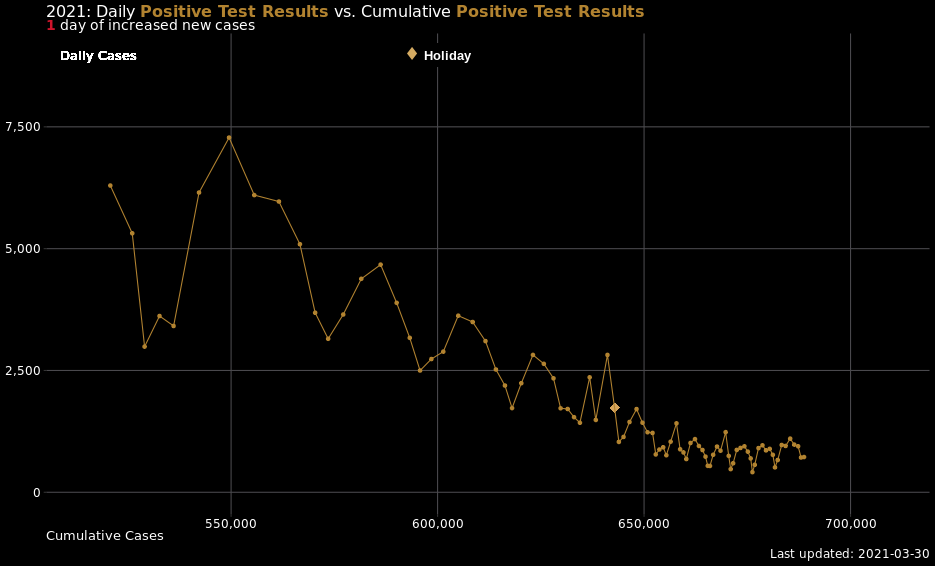 2021: Daily Positive Test Results vs. Cumulative Positive Test Results
1 day of increased new cases
Daily Cases
Holiday
7,500
5,000
2,500
0
550,000
600,000
650,000
700,000
Cumulative Cases
Last updated: 2021-03-30